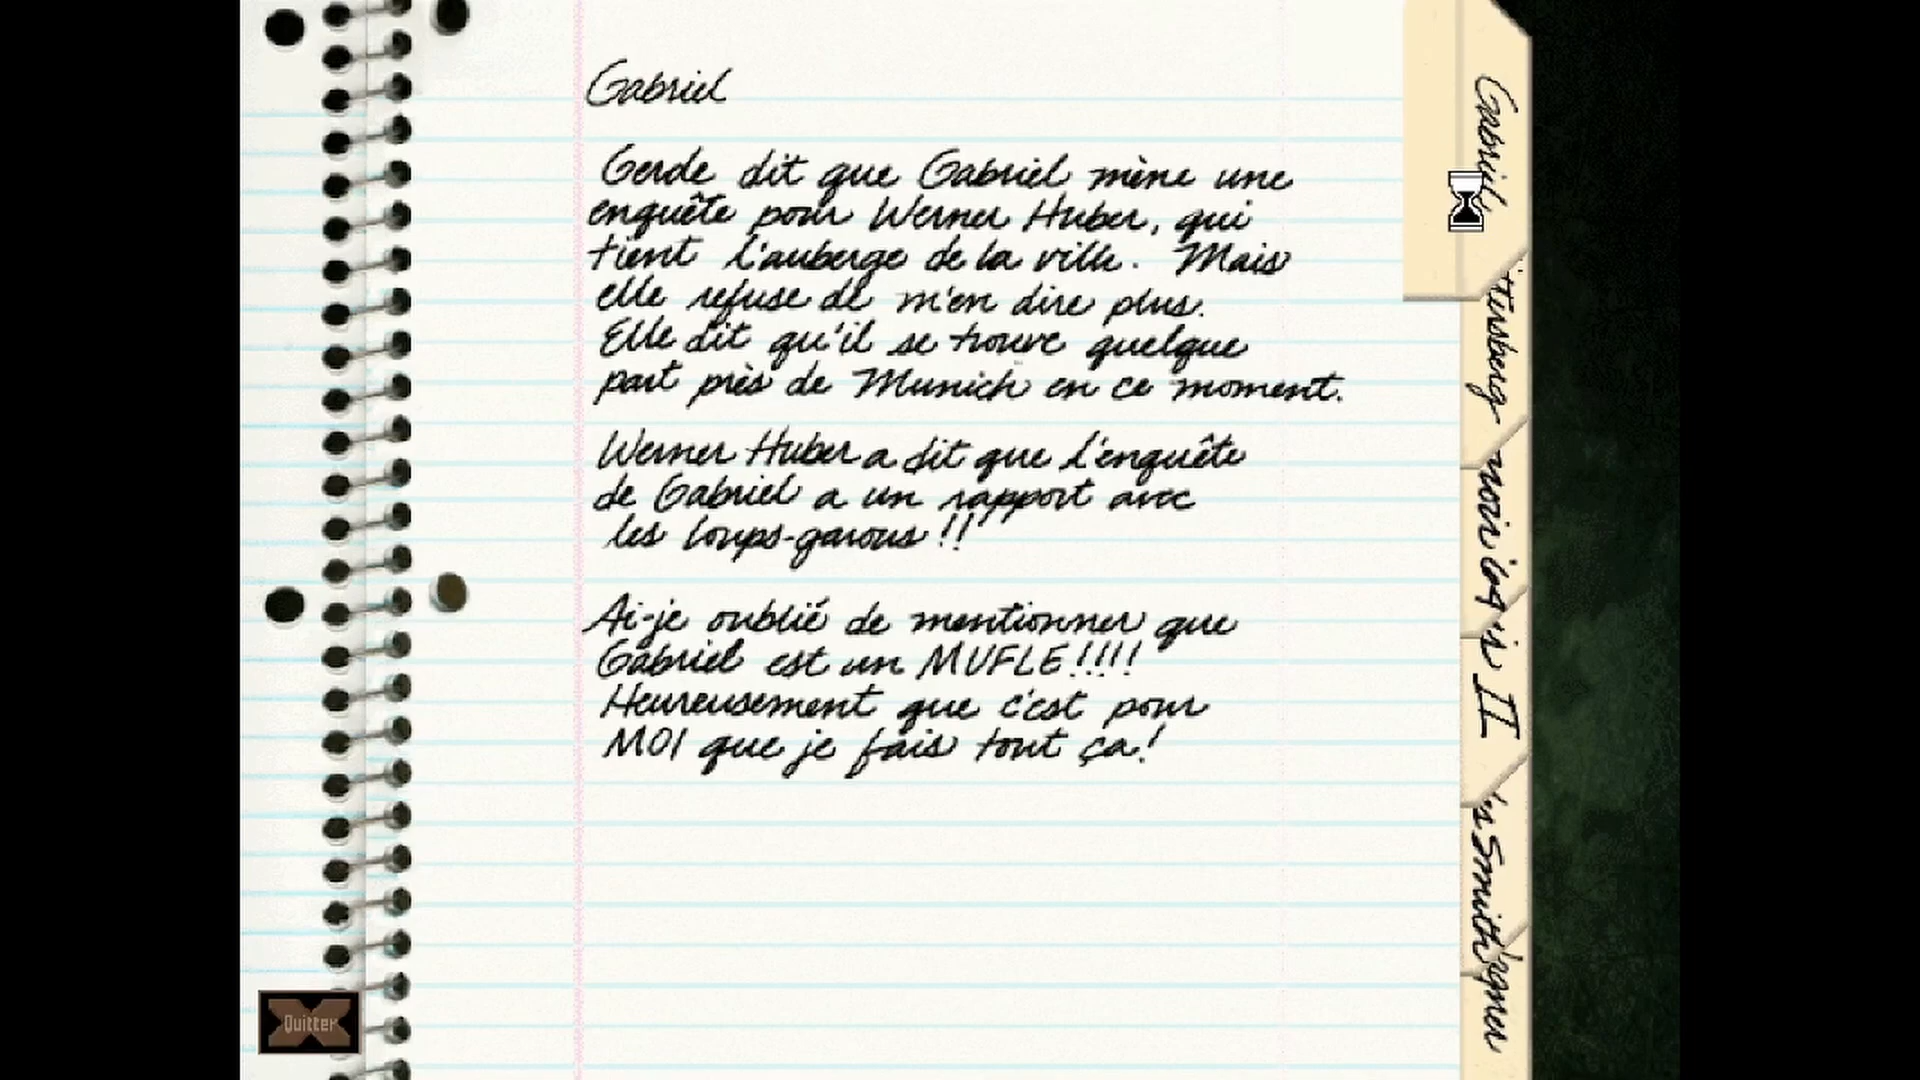 Gabriel
Gerde dit que Gabriel mène une
enquête pour Werner Huber, qui
tient l'auberge de la ville. Mais
elle refuse de m'en dire plus.
Elle dit qu'il se trouve quelque
part près de Munich en ce moment.
Werner Huber a dit que l'enquête
de Gabriel a un rapport avec
les loups-garous !!
Ai-je oublié de mentionner que
Gabriel est un MUFLE!!!!
Heureusement que c'est pour
MOI que je fais tout ça!
Gabriel
II
Smith
Quitter